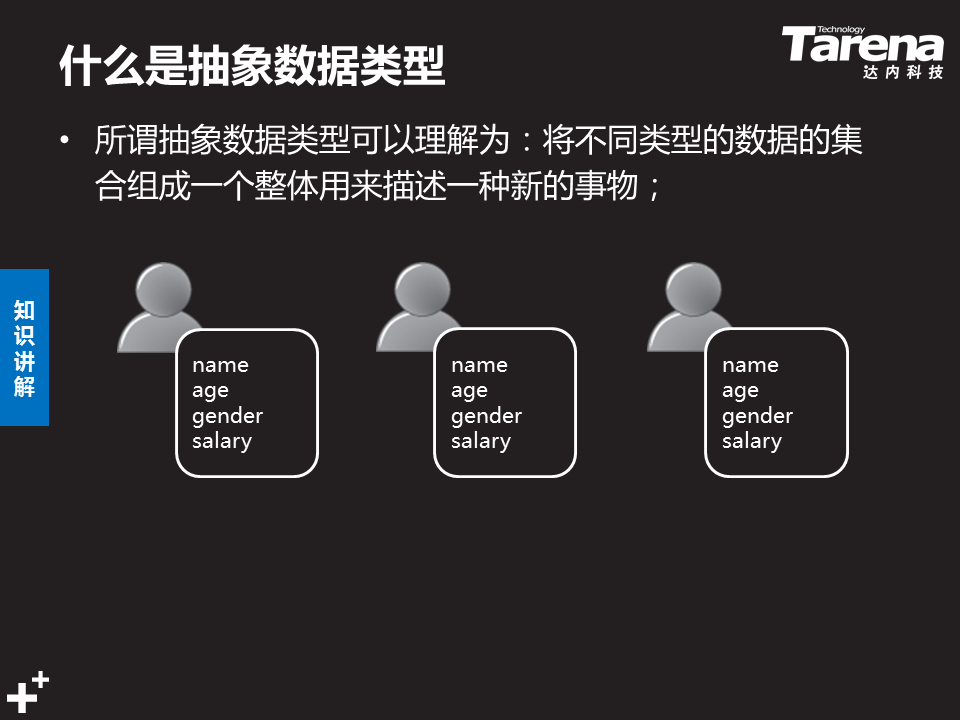 什么是抽象数据类型
Technology
Tarena
达内科技
• 所谓抽象数据类型可以理解为：将不同类型的数据的集
合组成一个整体用来描述一种新的事物；
知
识
讲
解
name
age
gender
salary
name
age
gender
salary
name
age
gender
salary